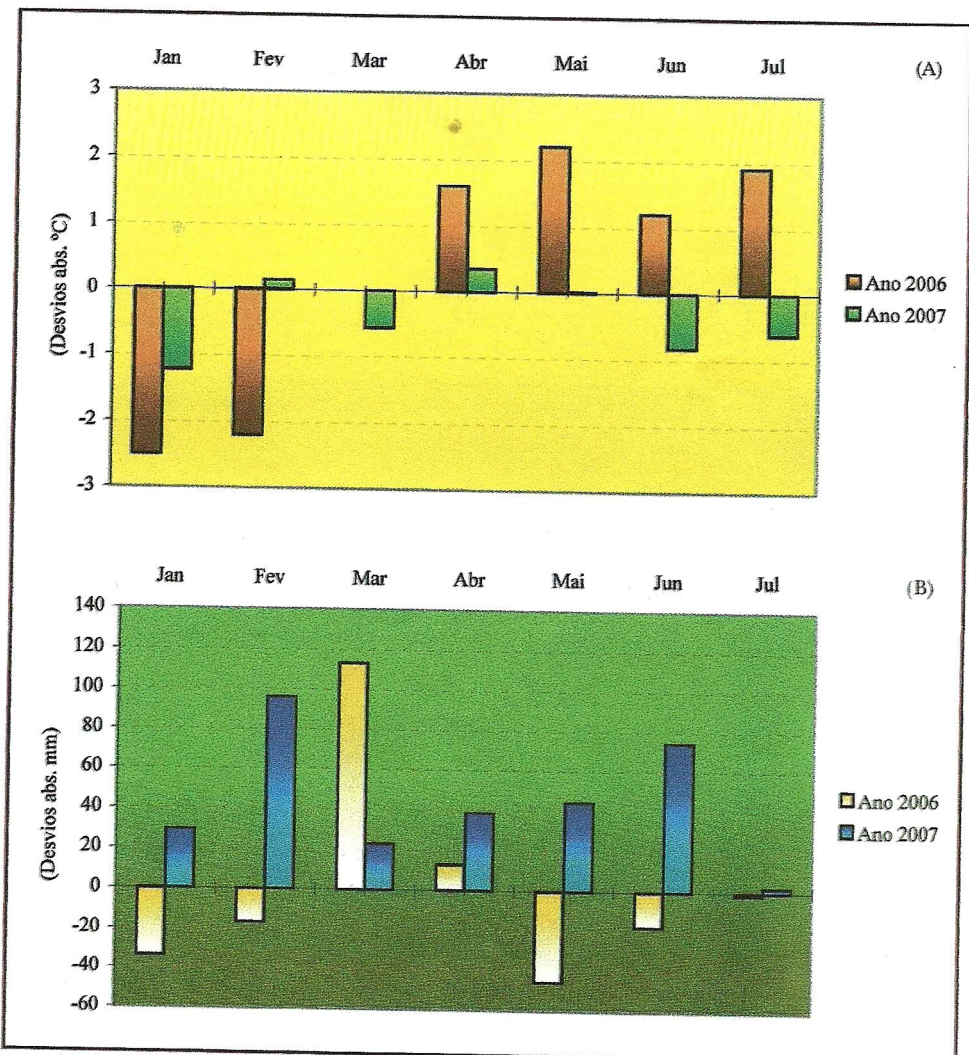 Jan Fev Mar Abr Mai Jun Jul
(A)
3
2
1
0
-1
-2
-3
(Desvios abs. ºC)
Ano 2006
Ano 2007
Jan Fev Mar Abr Mai Jun Jul
(B)
140
120
100
80
60
40
20
0
-20
-40
-60
(Desvios abs. mm)
Ano 2006
Ano 2007